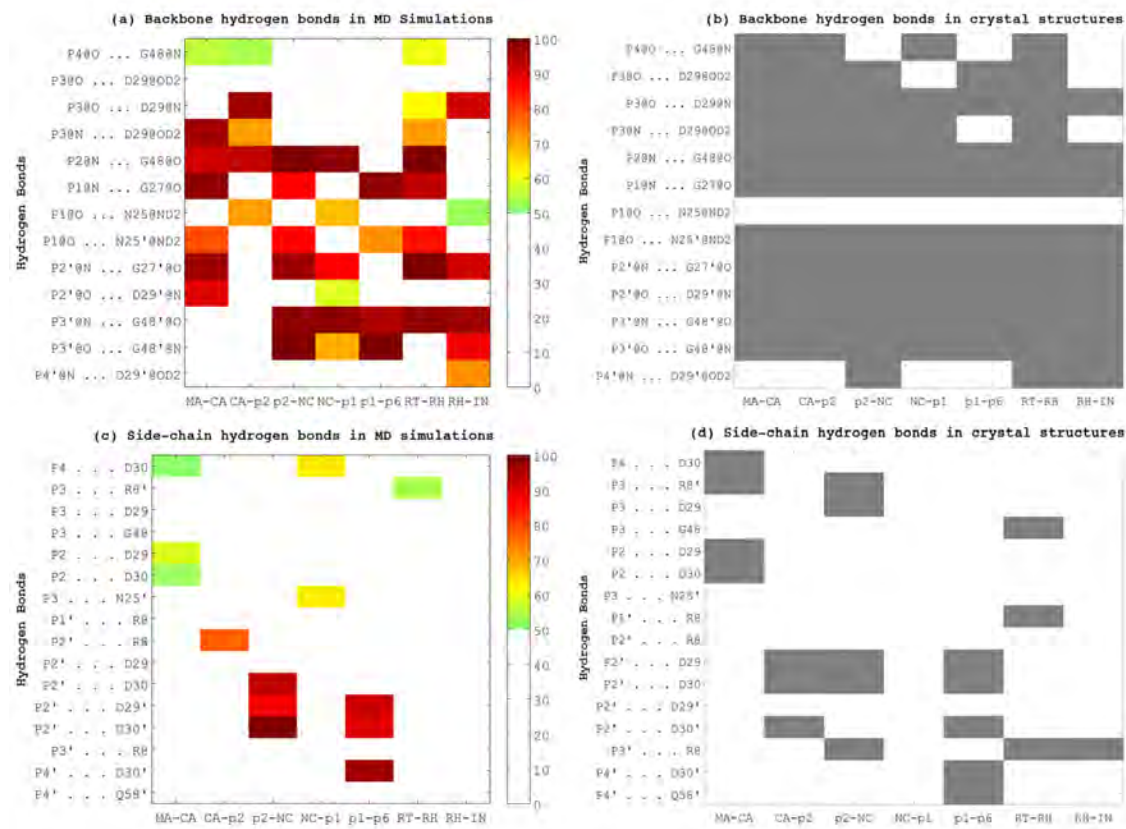 (a) Backbone hydrogen bonds in MD Simulations
(b) Backbone hydrogen bonds in crystal structures
Hydrogen Bonds
P4@O ... G48@N
P3@O ... D29@OD2
P3@O ... D29@N
P3@N ... D29@OD2
P2@N ... G48@O
P1@N ... G27@O
P1@O ... N25@ND2
P1@O ... N25'@ND2
P2'@N ... G27'@O
P2'@O ... D29'@N
P3'@N ... G48'@O
P3'@O ... G48'@N
P4'@N ... D29'@OD2
MA-CA CA-p2 p2-NC NC-p1 p1-p6 RT-RH RH-IN
100
90
80
70
60
50
40
30
20
10
0
Hydrogen Bonds
P4@O ... G48@N
P3@O ... D29@OD2
P3@O ... D29@N
P3@N ... D29@OD2
P2@N ... G48@O
P1@N ... G27@O
P1@O ... N25@ND2
P1@O ... N25'@ND2
P2'@N ... G27'@O
P2'@O ... D29'@N
P3'@N ... G48'@O
P3'@O ... G48'@N
P4'@N ... D29'@OD2
MA-CA CA-p2 p2-NC NC-p1 p1-p6 RT-RH RH-IN
(c) Side-chain hydrogen bonds in MD simulations
(d) Side-chain hydrogen bonds in crystal structures
Hydrogen Bonds
P4 . . . D30
P3 . . . R8'
P3 . . . D29
P3 . . . G48
P2 . . . D29
P2 . . . D30
P3 . . . N25'
P1' . . . R8
P2' . . . R8
P2' . . . D29
P2' . . . D30
P2' . . . D29'
P2' . . . D30'
P3' . . . R8
P4' . . . D30'
P4' . . . Q58'
MA-CA CA-p2 p2-NC NC-p1 p1-p6 RT-RH RH-IN
100
90
80
70
60
50
40
30
20
10
0
Hydrogen Bonds
P4 . . . D30
P3 . . . R8'
P3 . . . D29
P3 . . . G48
P2 . . . D29
P2 . . . D30
P3 . . . N25'
P1' . . . R8
P2' . . . R8
P2' . . . D29
P2' . . . D30
P2' . . . D29'
P2' . . . D30'
P3' . . . R8
P4' . . . D30'
P4' . . . Q58'
MA-CA CA-p2 p2-NC NC-p1 p1-p6 RT-RH RH-IN